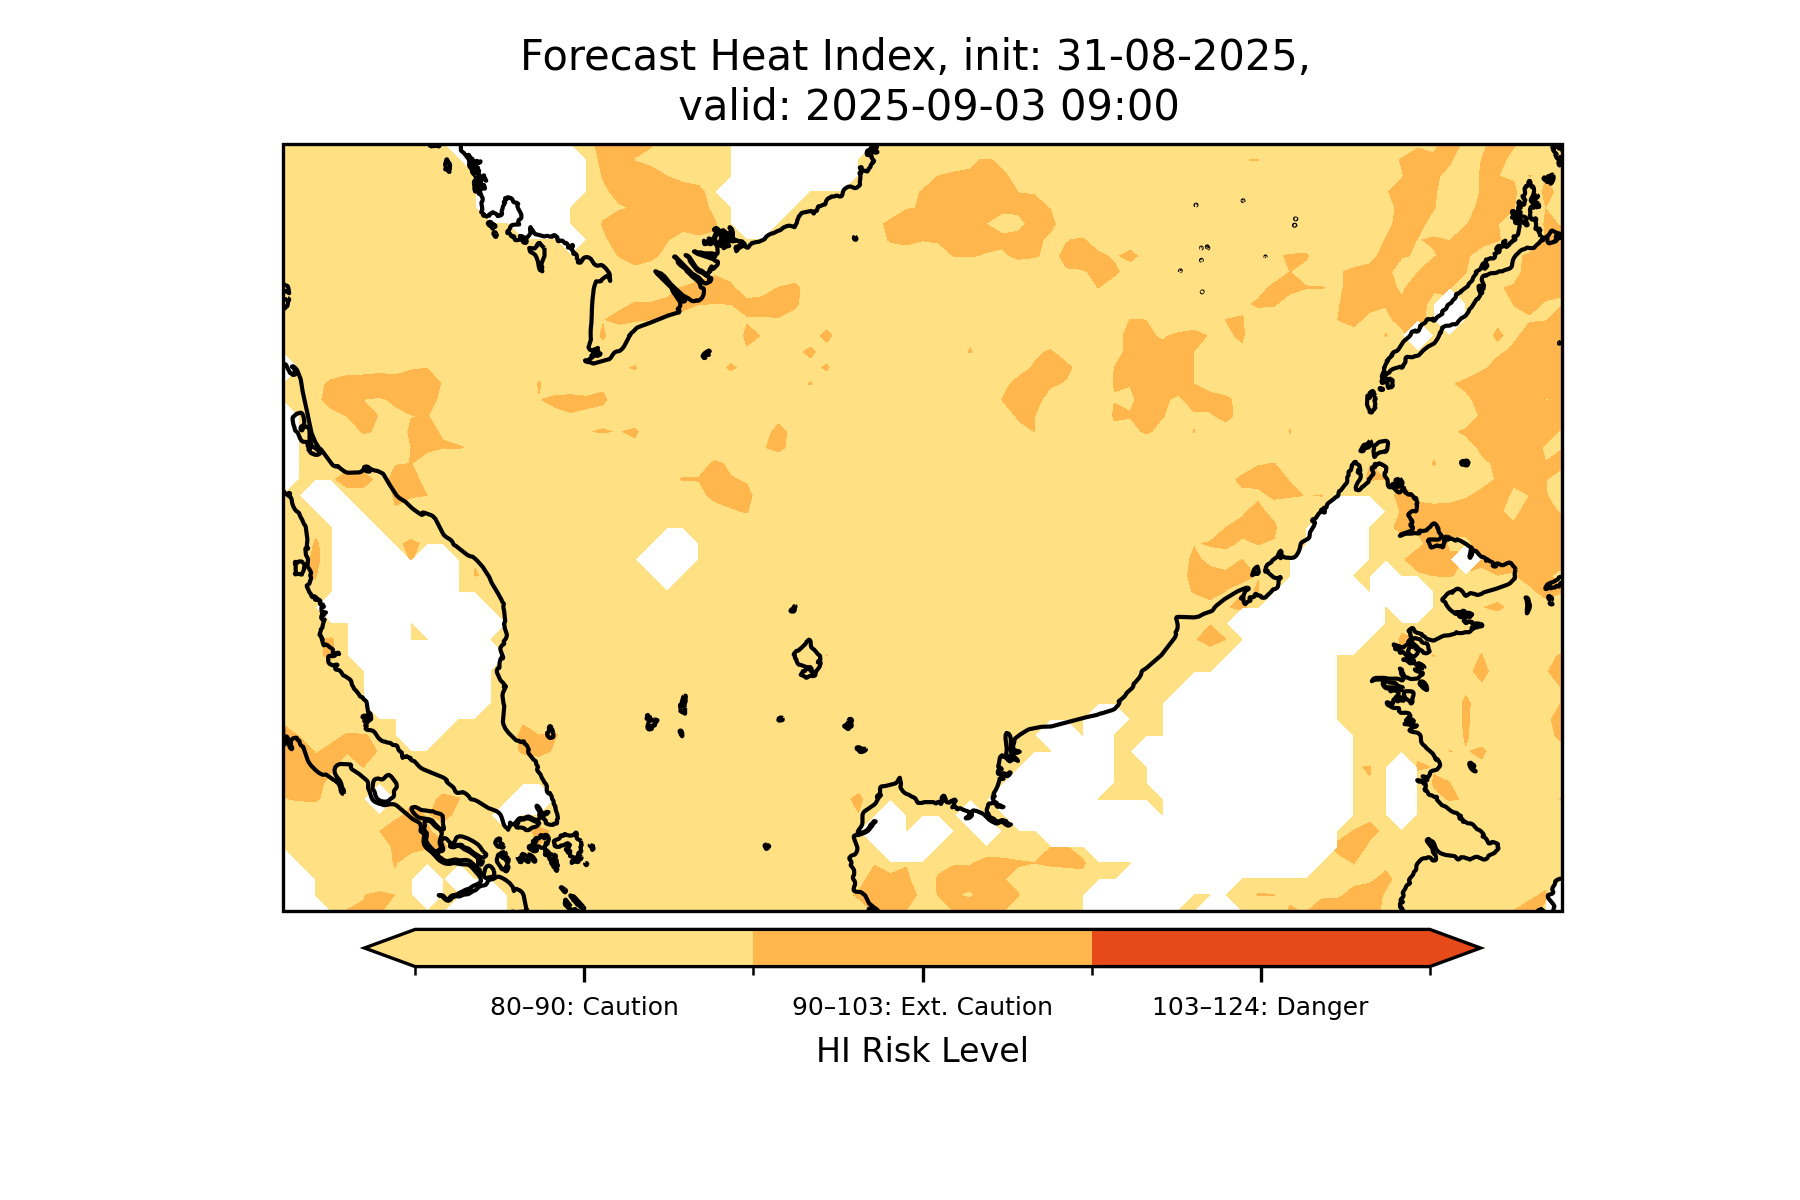 Forecast Heat Index, init: 31-08-2025,
valid: 2025-09-03 09:00
80–90: Caution
90–103: Ext. Caution
103–124: Danger
HI Risk Level